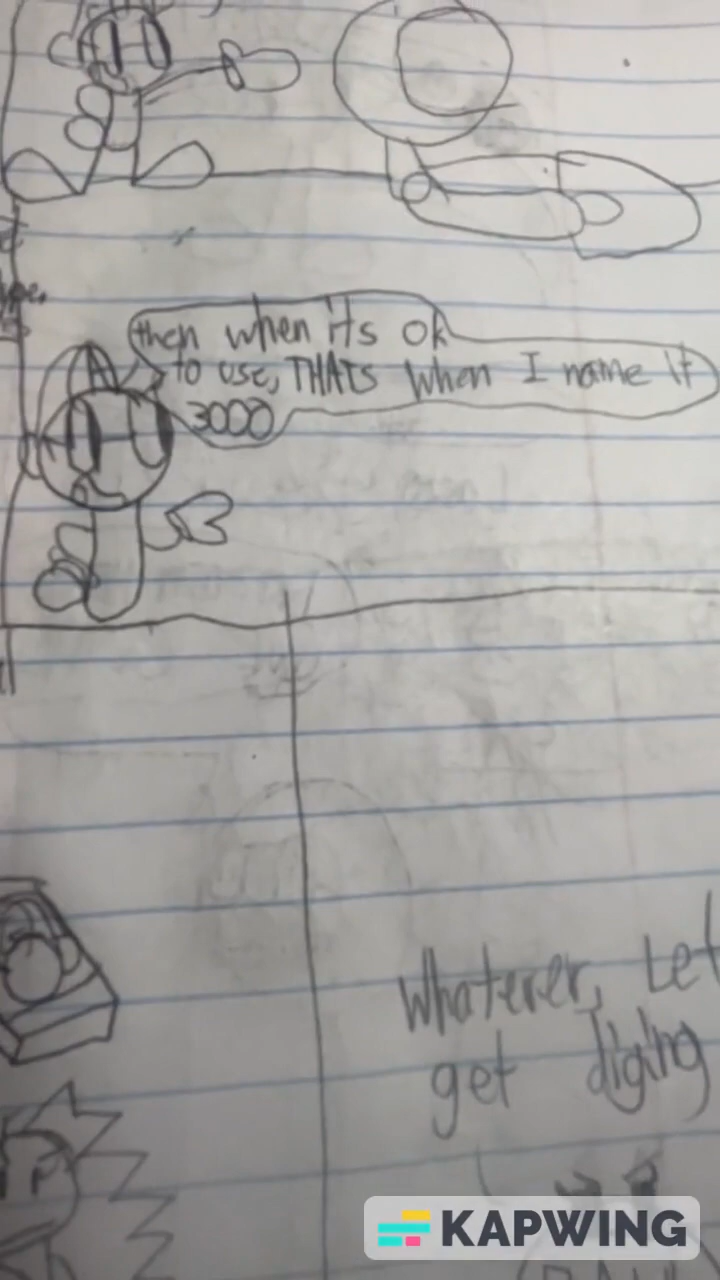 then when its ok
to use, THATS when I name it
3000
Whatever, Let
get diging
KAPWING